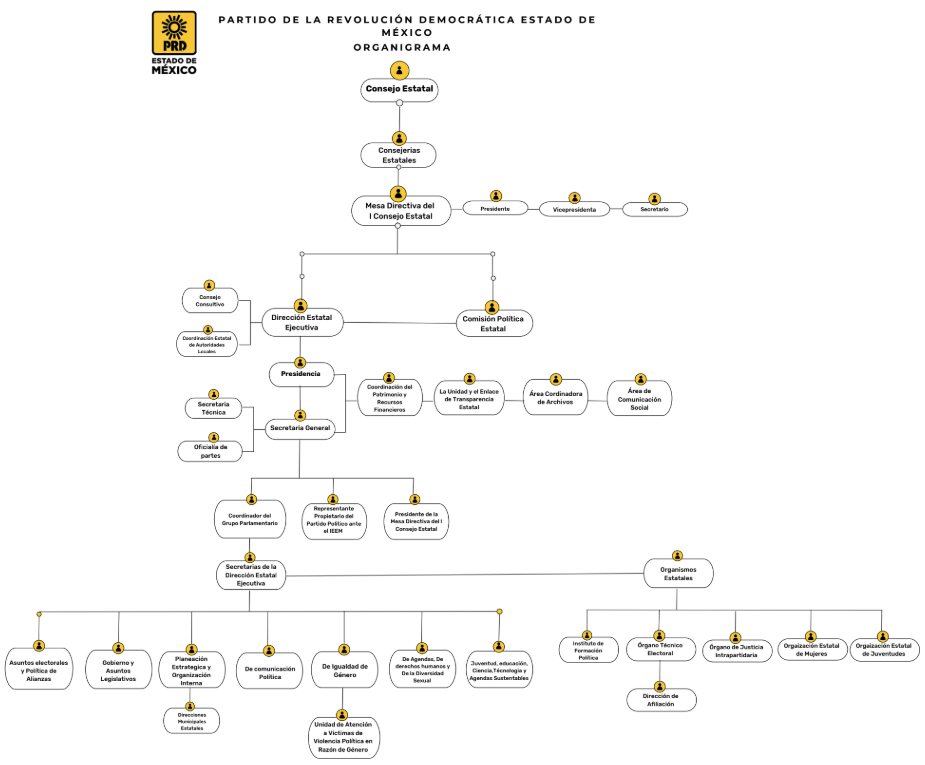 PRD
ESTADO DE
MÉXICO
PARTIDO DE LA REVOLUCIÓN DEMOCRÁTICA ESTADO DE
MÉXICO
ORGANIGRAMA
Consejo Estatal
Consejerías
Estatales
Mesa Directiva del
I Consejo Estatal
Presidente
Vicepresidenta
Secretario
Consejo
Consultivo
Coordinación Estatal
de Autoridades
Locales
Dirección Estatal
Ejecutiva
Comisión Política
Estatal
Presidencia
Secretaría
Técnica
Oficialía de
partes
Secretaria General
Coordinación del
Patrimonio y
Recursos
Financieros
La Unidad y el Enlace
de Transparencia
Estatal
Área Cordinadora
de Archivos
Área de
Comunicación
Social
Coordinador del
Grupo Parlamentario
Representante
Propietario del
Partido Político ante
el IEEM
Presidente de la
Mesa Directiva del I
Consejo Estatal
Secretarías de la
Dirección Estatal
Ejecutiva
Organismos
Estatales
Asuntos electorales
y Política de
Alianzas
Gobierno y
Asuntos
Legislativos
Planeación
Estrategica y
Organización
Interna
De comunicación
Política
De Igualdad de
Género
De Agendas, De
derechos humanos y
De la Diversidad
Sexual
Juventud, educación,
Ciencia,Técnología y
Agendas Sustentables
Instituto de
Formación
Política
Órgano Técnico
Electoral
Órgano de Justicia
Intrapartidaria
Orgaización Estatal
de Mujeres
Orgaización Estatal
de Juventudes
Direcciones
Municipales
Estatales
Unidad de Atención
a Víctimas de
Violencia Política en
Razón de Género
Dirección de
Afiliación